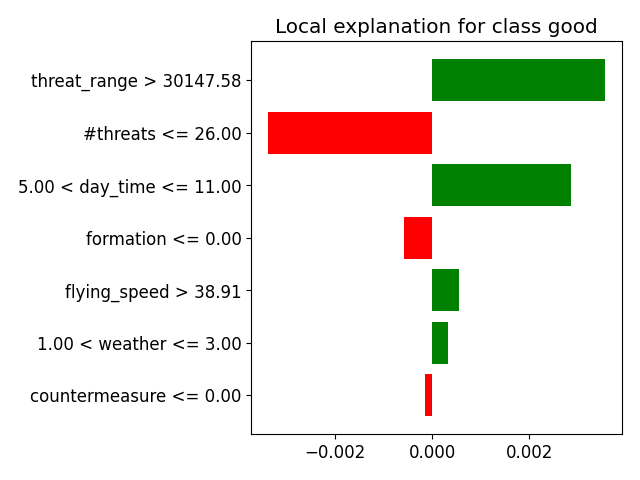 Local explanation for class good
threat_range > 30147.58
#threats <= 26.00
5.00 < day_time <= 11.00
formation <= 0.00
flying_speed > 38.91
1.00 < weather <= 3.00
countermeasure <= 0.00
−0.002 0.000 0.002